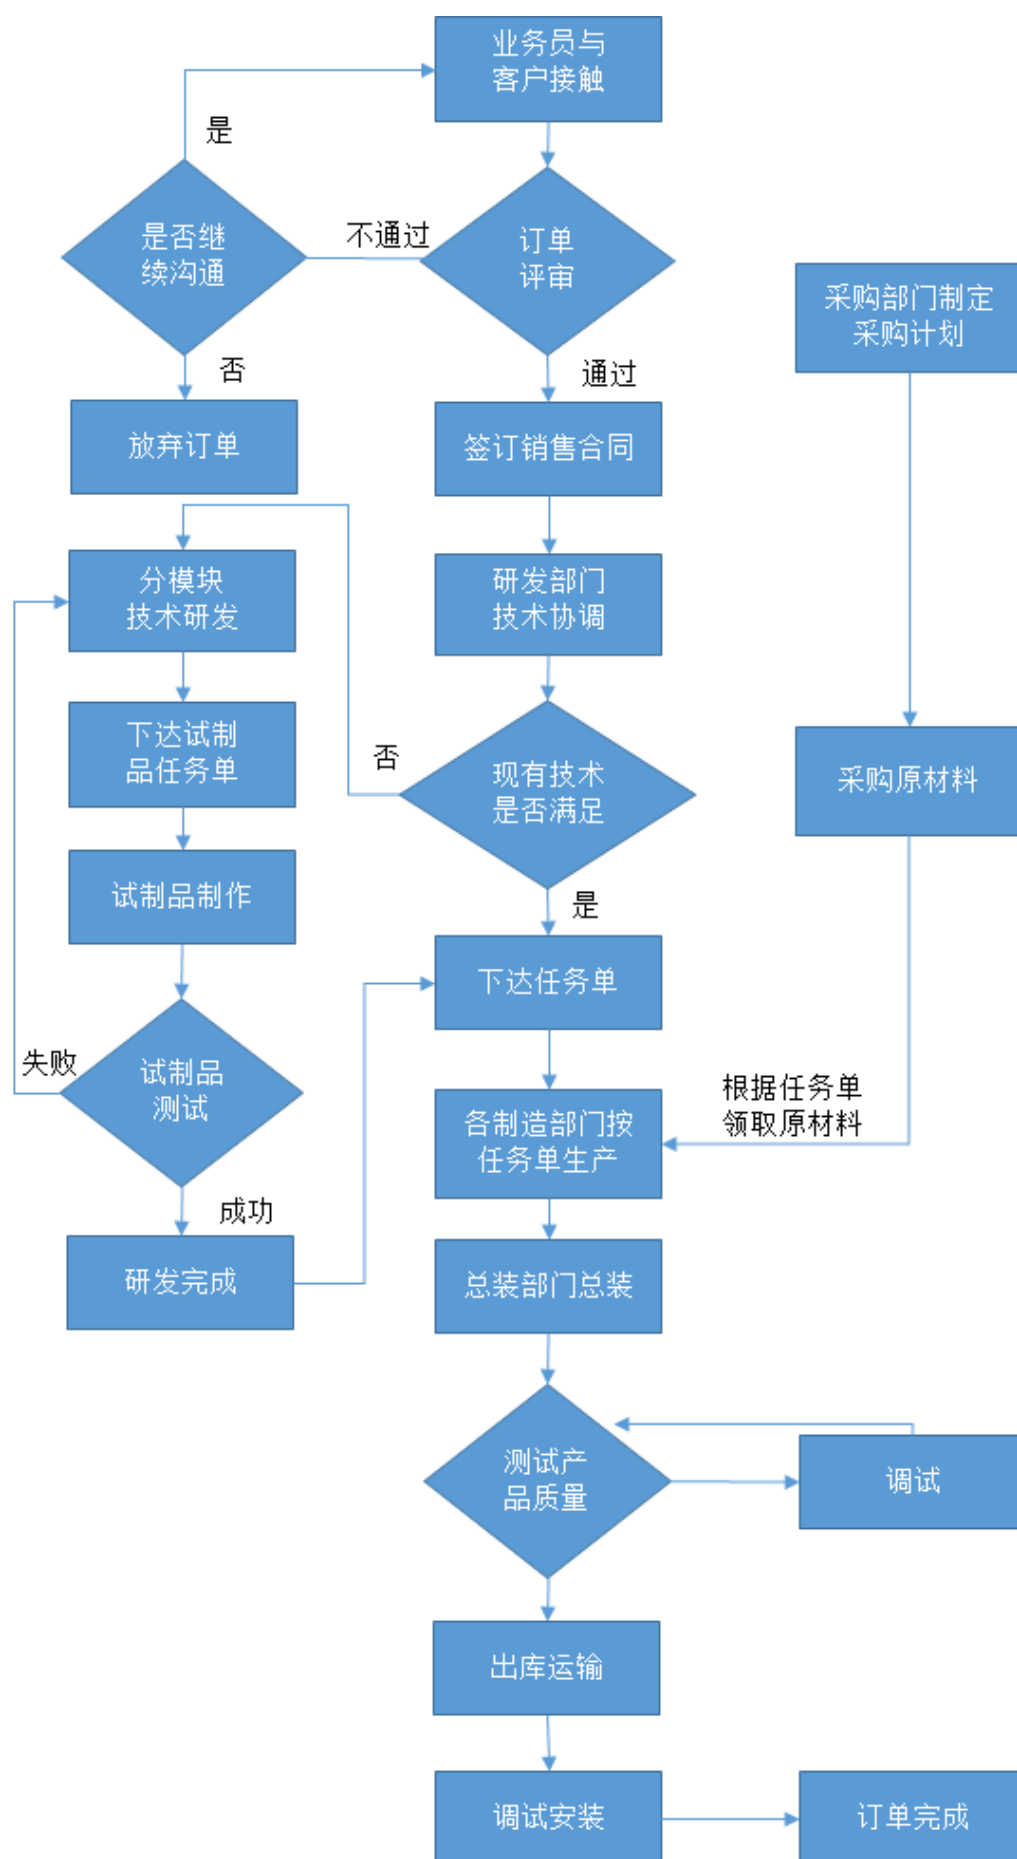 业务员与
客户接触
是
是否继
续沟通
不通过
订单
评审
采购部门制定
采购计划
否
通过
放弃订单
签订销售合同
分模块
技术研发
研发部门
技术协调
下达试制
品任务单
否
现有技术
是否满足
采购原材料
试制品制作
是
下达任务单
失败
试制品
测试
各制造部门按
任务单生产
根据任务单
领取原材料
成功
研发完成
总装部门总装
测试产
品质量
调试
出库运输
调试安装
订单完成